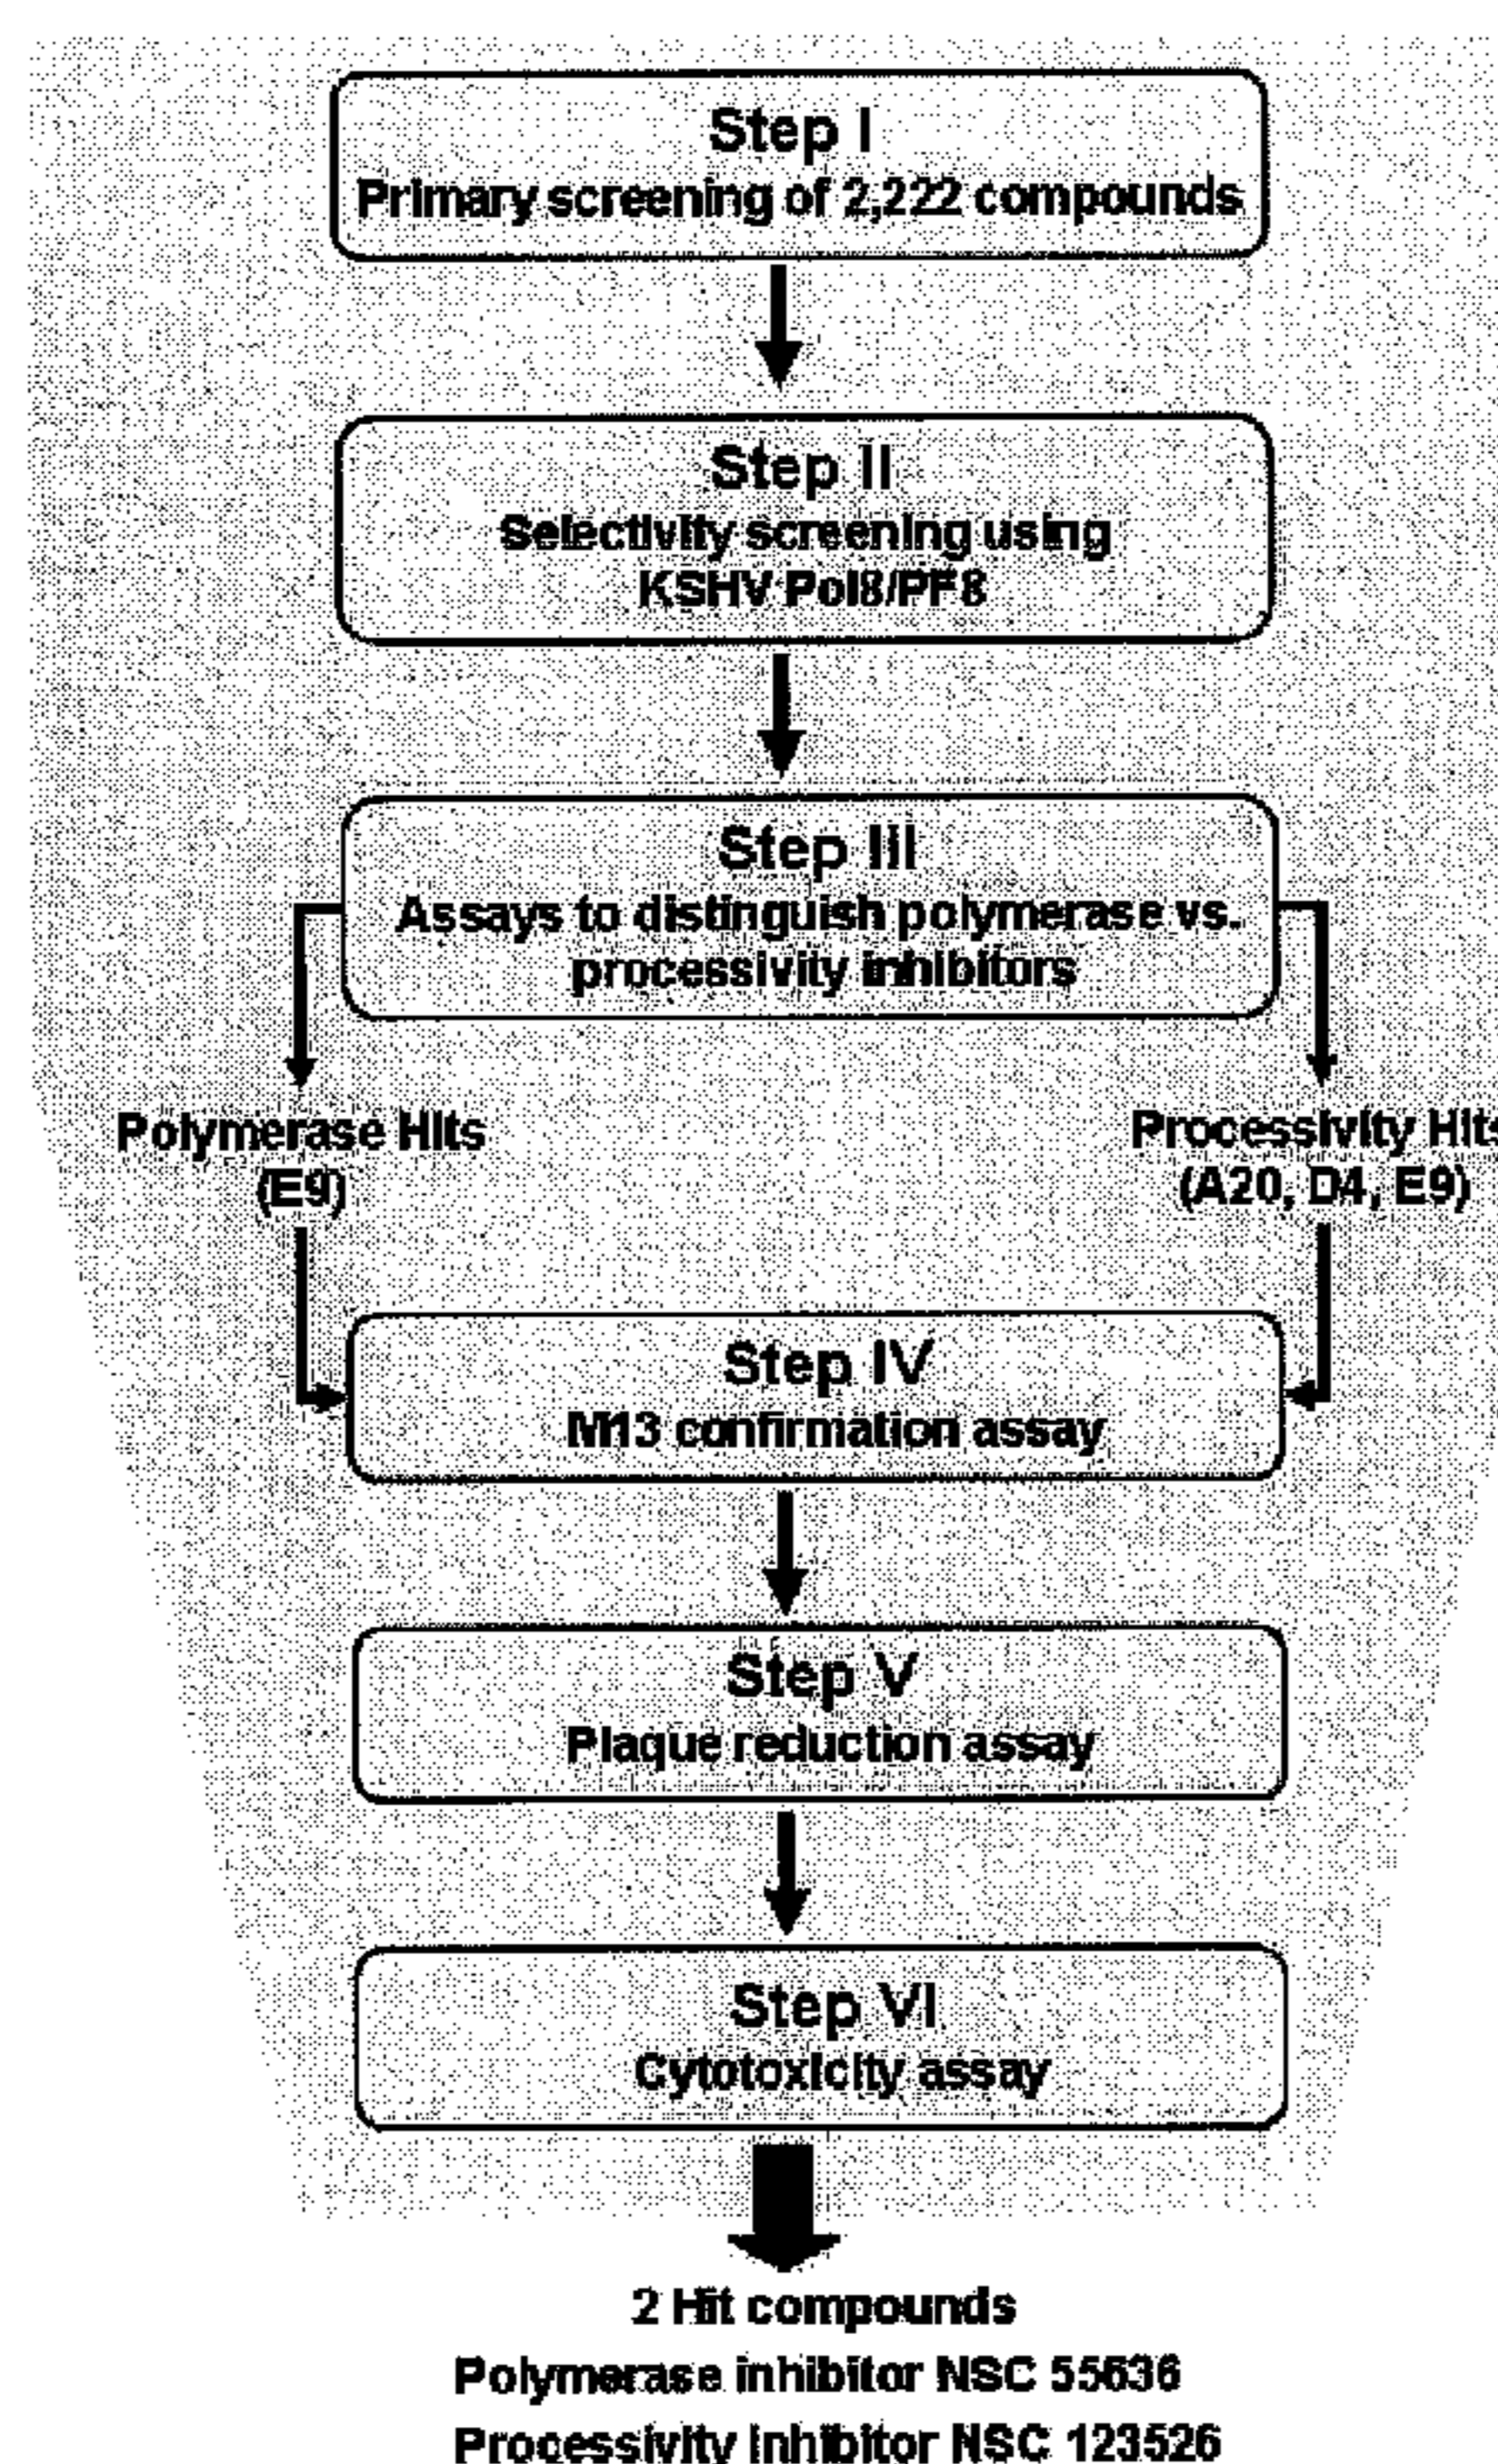 Step I
Primary screening of 2,222 compounds
Step II
Selectivity screening using
KSHV Pol8/PF8
Step III
Assays to distinguish polymerase vs.
processivity inhibitors
Polymerase Hits
(E9)
Processivity Hits
(A20, D4, E9)
Step IV
M13 confirmation assay
Step V
Plaque reduction assay
Step VI
Cytotoxicity assay
2 Hit compounds
Polymerase inhibitor NSC 55636
Processivity Inhibitor NSC 123526